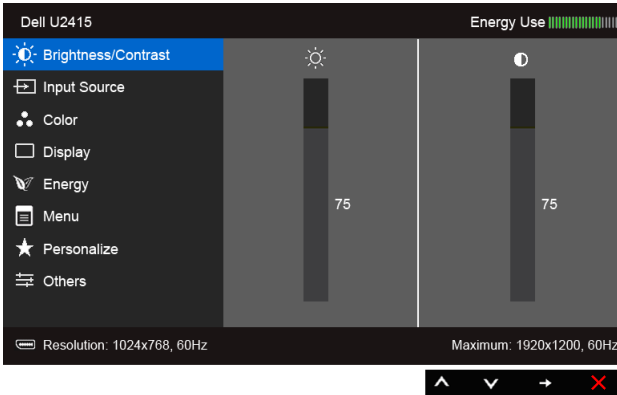 Dell U2415
Energy Use
Brightness/Contrast
Input Source
Color
Display
Energy
Menu
Personalize
Others
75
75
Resolution: 1024x768, 60Hz
Maximum: 1920x1200, 60Hz